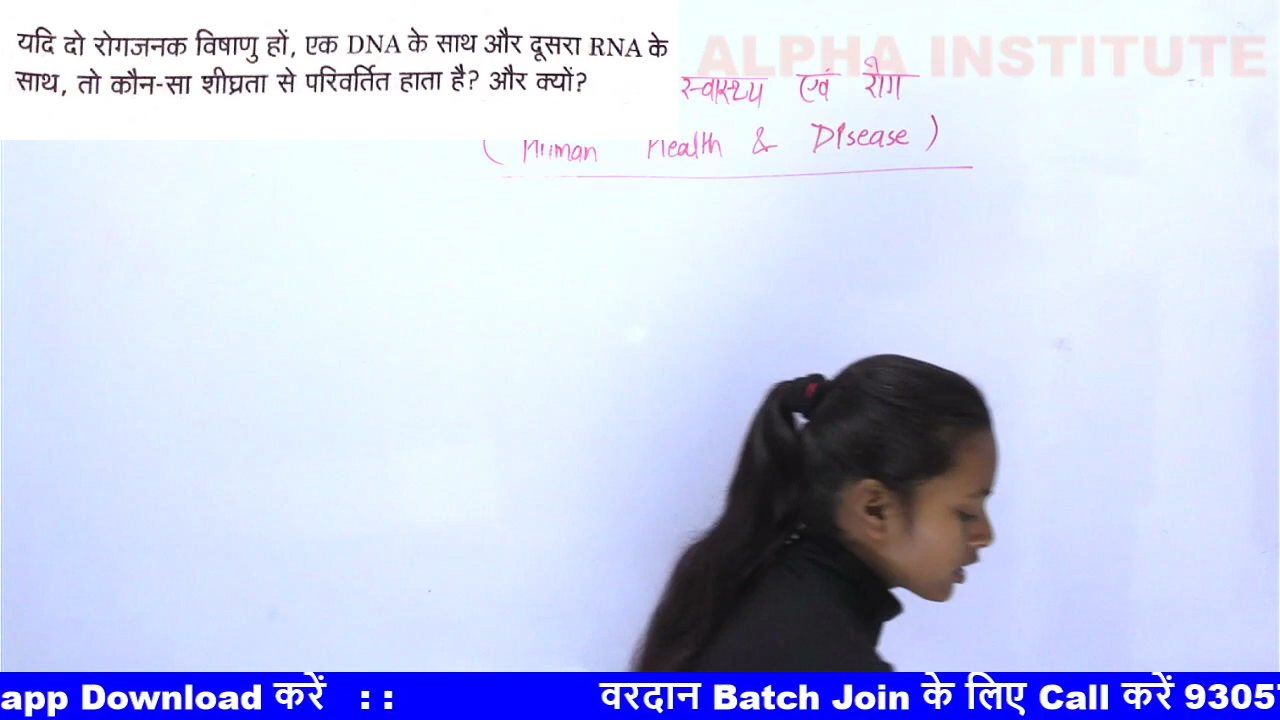 यदि दो रोगजनक विषाणु हों, एक DNA के साथ और दूसरा RNA के
साथ, तो कौन-सा शीघ्रता से परिवर्तित हाता है? और क्यों?
ALPHA INSTITUTE
स्वास्थ्य एवं रोग
( Human Health & Disease )
app Download करें : : वरदान Batch Join के लिए Call करें 9305